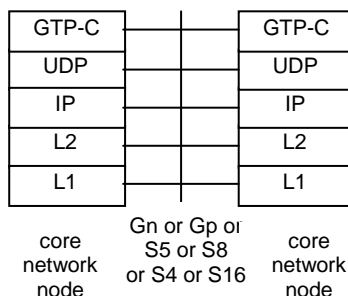 GTP-C GTP-C
UDP UDP
IP IP
L2 L2
L1 L1
Gn or Gp or
S5 or S8
or S4 or S16
core
network
node
core
network
node